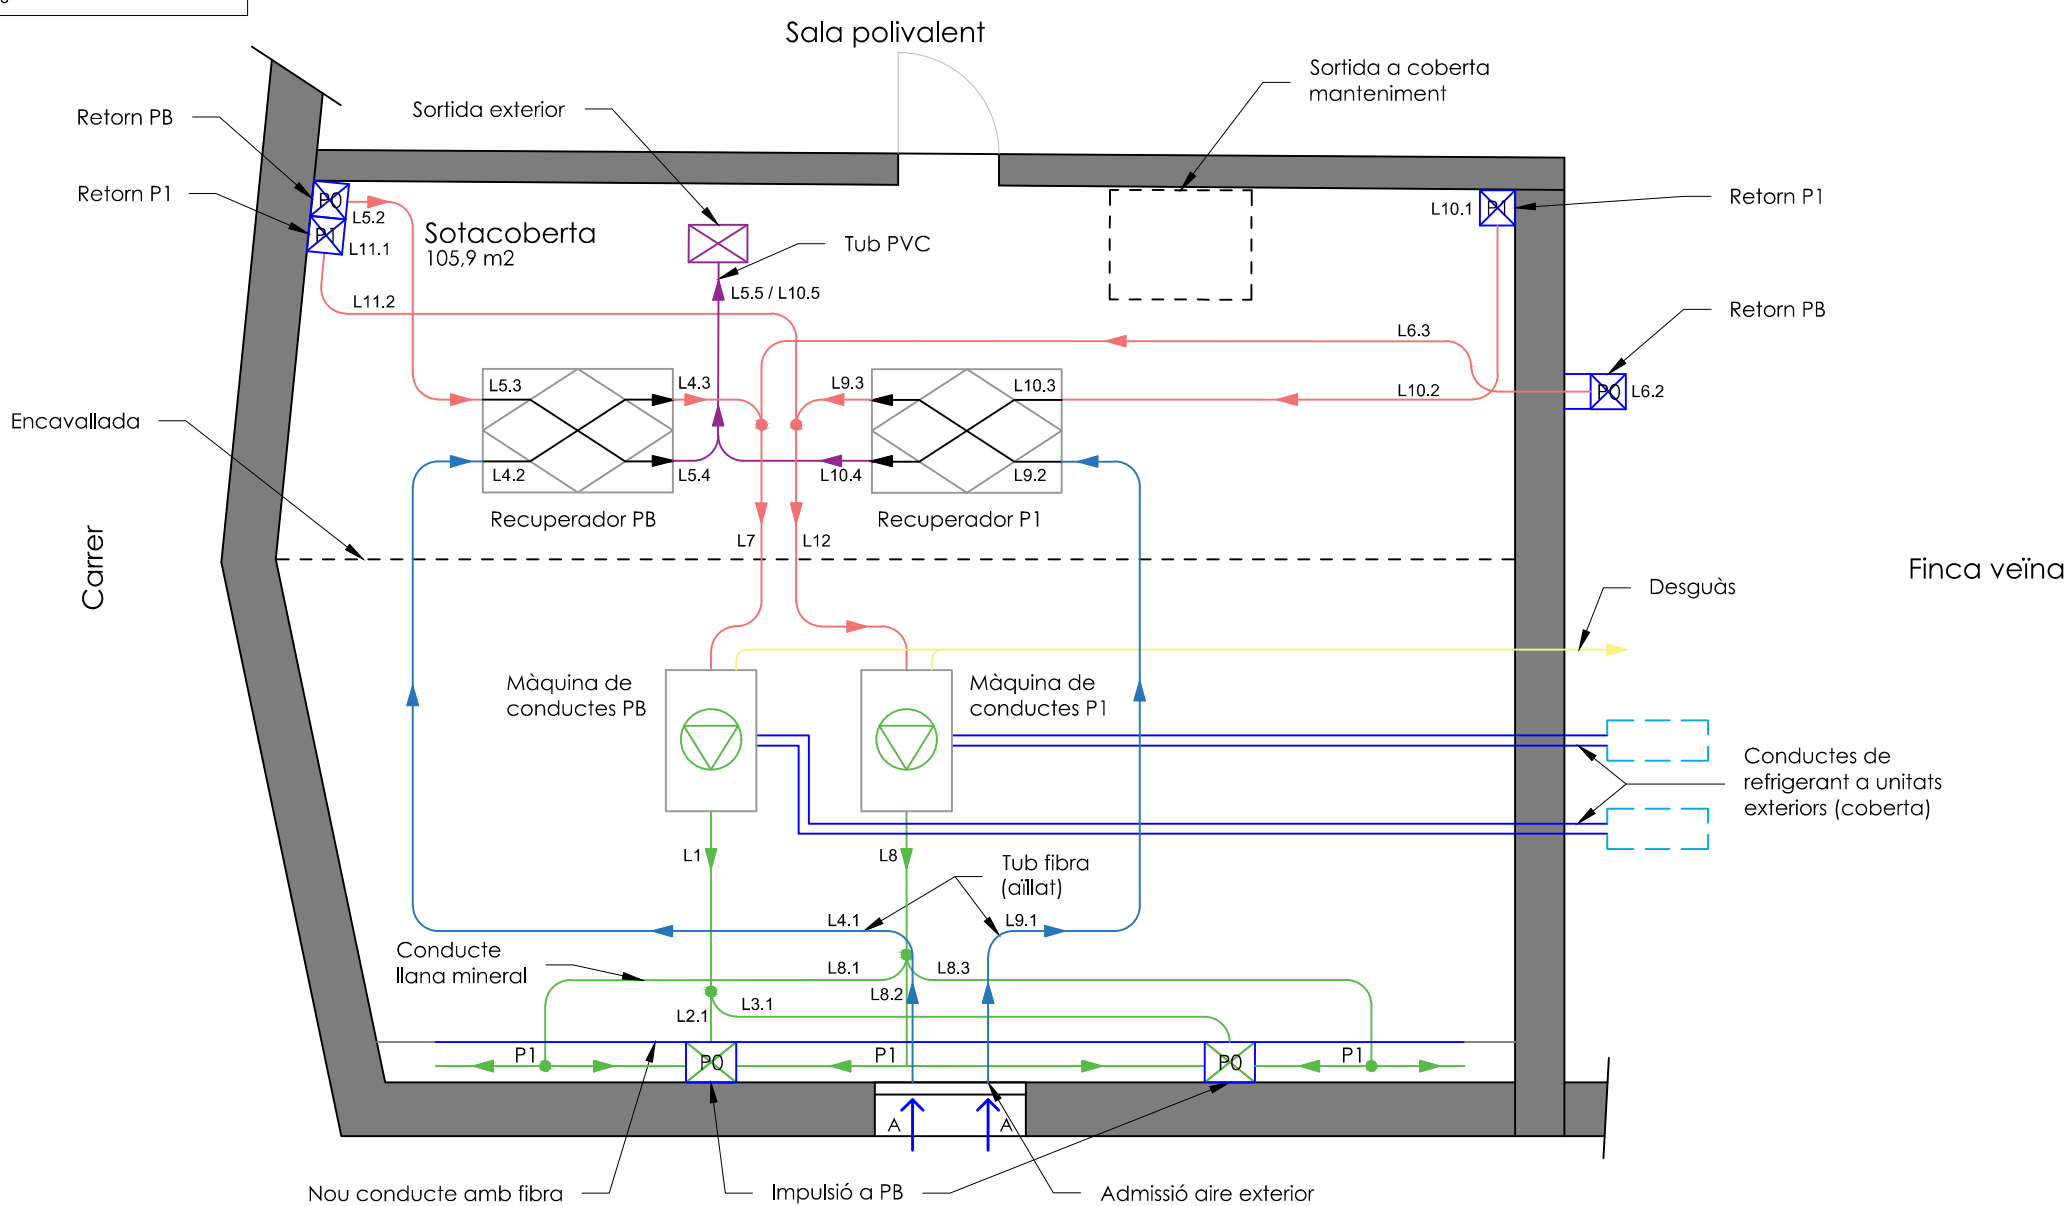 Sala polivalent
Sortida a coberta
manteniment
Retorn PB
Sortida exterior
Retorn P1
P0
L5.2
P1
L11.1
Sotacoberta
105,9 m2
Tub PVC
L10.1
P1
Retorn P1
L11.2
L5.5 / L10.5
L6.3
Retorn PB
L5.3
L4.3
L9.3
L10.3
L10.2
P0
L6.2
Encavallada
L4.2
L5.4
L10.4
L9.2
Recuperador PB
Recuperador P1
L7
L12
Carrer
Finca veïna
Desguàs
Màquina de
conductes PB
Màquina de
conductes P1
Conductes de
refrigerant a unitats
exteriors (coberta)
L1
L8
Tub fibra
(aïllat)
L4.1
L9.1
Conducte
llana mineral
L8.1
L8.3
L8.2
L2.1
L3.1
P1
P0
P1
P0
P1
A
A
Nou conducte amb fibra
Impulsió a PB
Admissió aire exterior